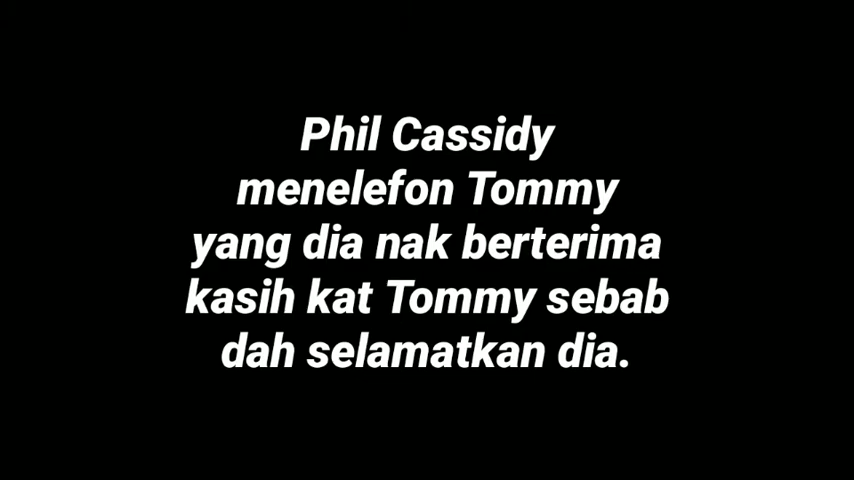 Phil Cassidy
menelefon Tommy
yang dia nak berterima
kasih kat Tommy sebab
dah selamatkan dia.